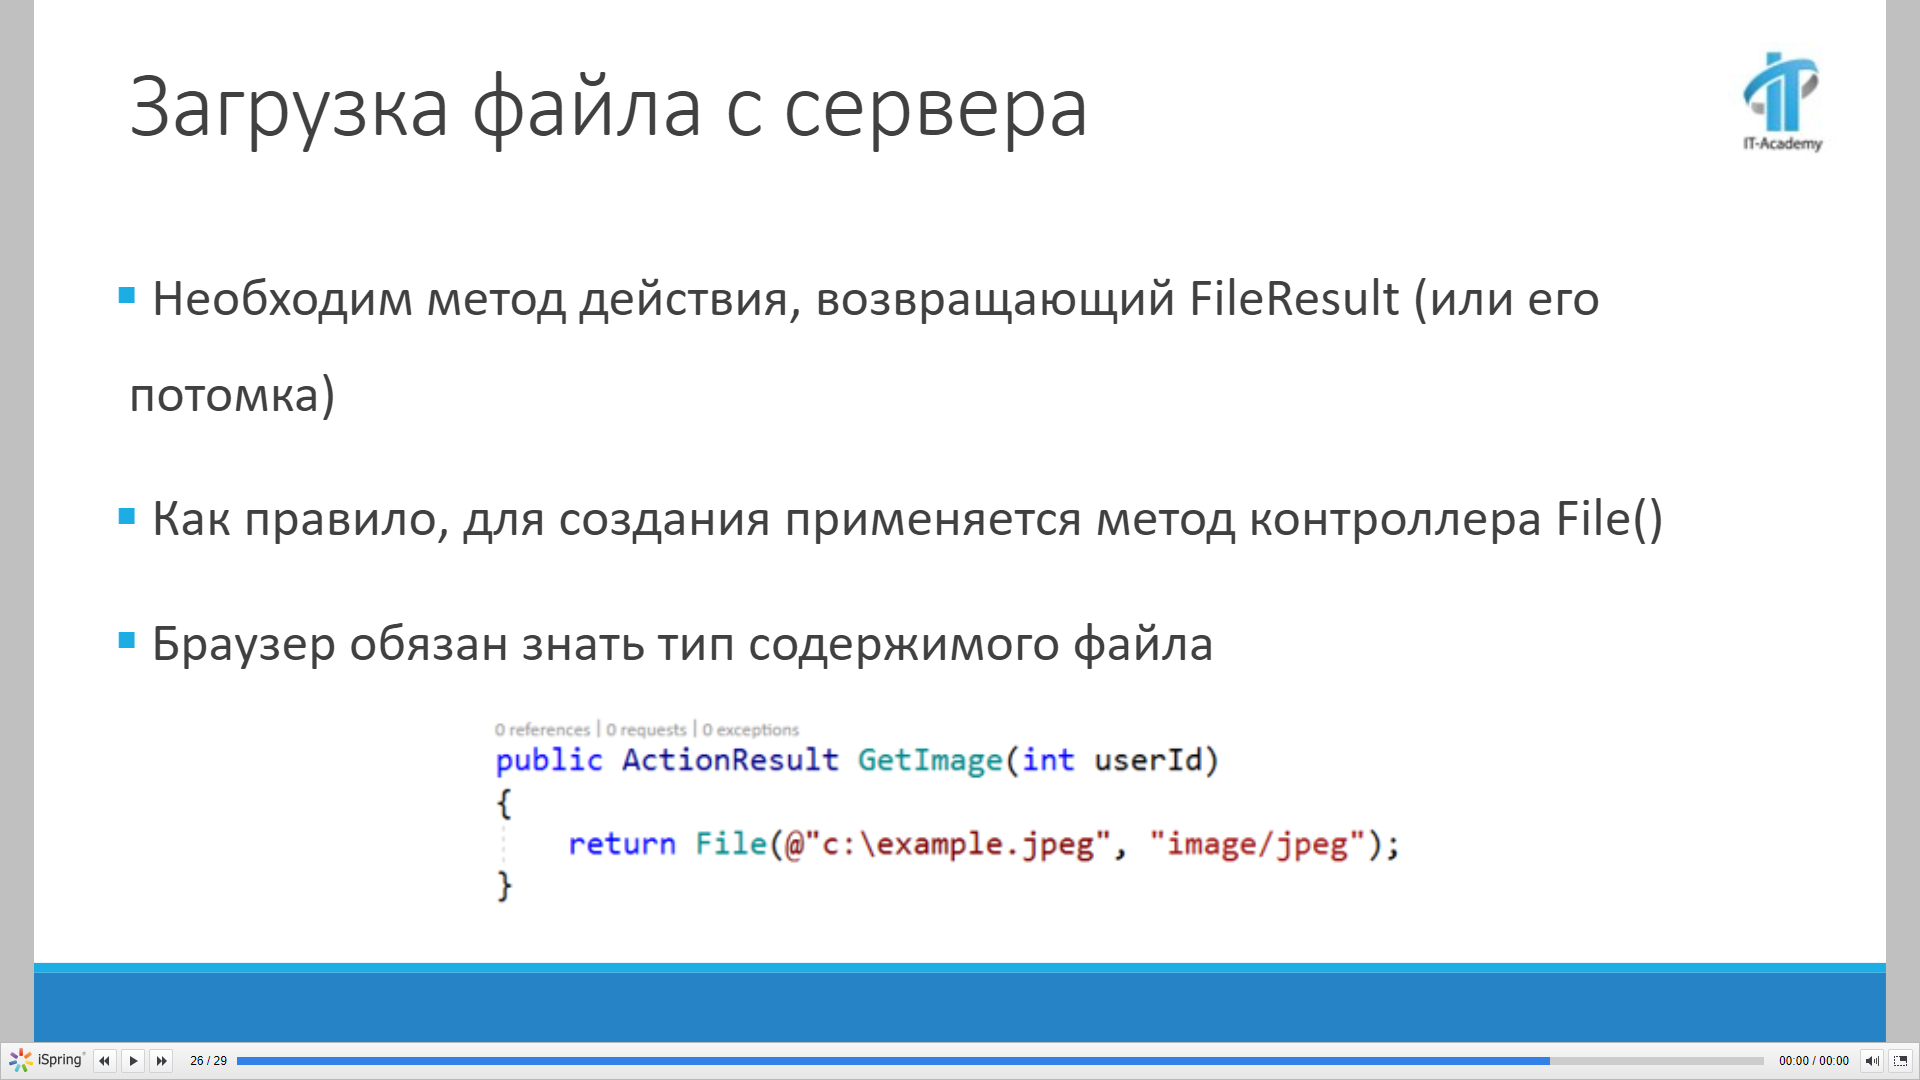 Загрузка файла с сервера
IT-Academy
Необходим метод действия, возвращающий FileResult (или его
потомка)
Как правило, для создания применяется метод контроллера File()
Браузер обязан знать тип содержимого файла
0 references | 0 requests | 0 exceptions
public ActionResult GetImage(int userId)
{
return File(@"c:\example.jpeg", "image/jpeg");
}
iSpring
26 / 29
00:00 / 00:00